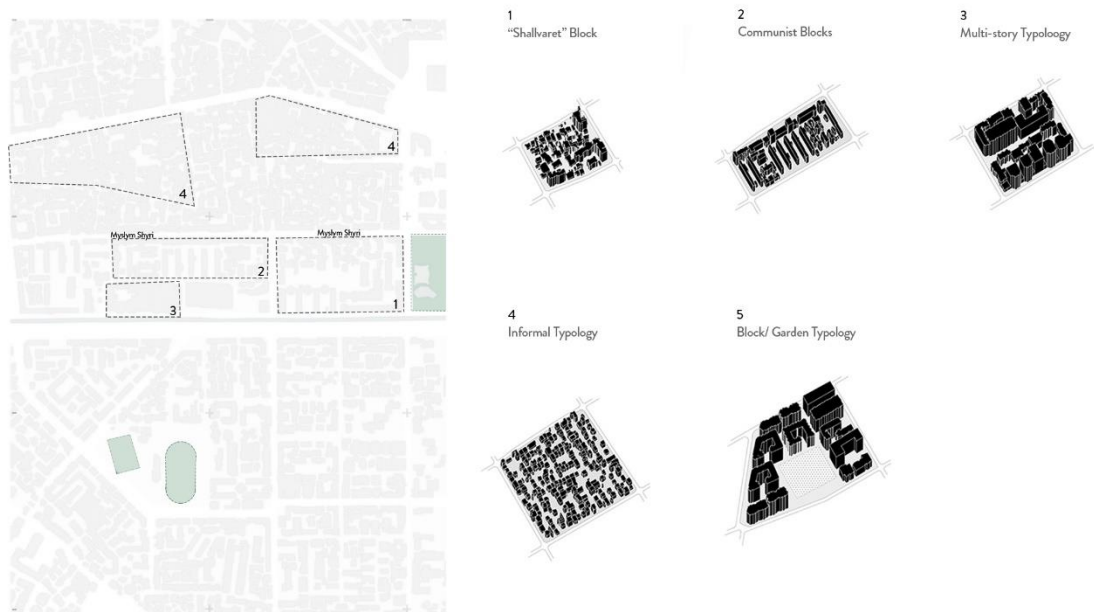 4
4
Myslym Shyri
Myslym Shyri
2
1
3
1
“Shallvaret” Block
2
Communist Blocks
3
Multi-story Typoloogy
4
Informal Typology
5
Block/ Garden Typology